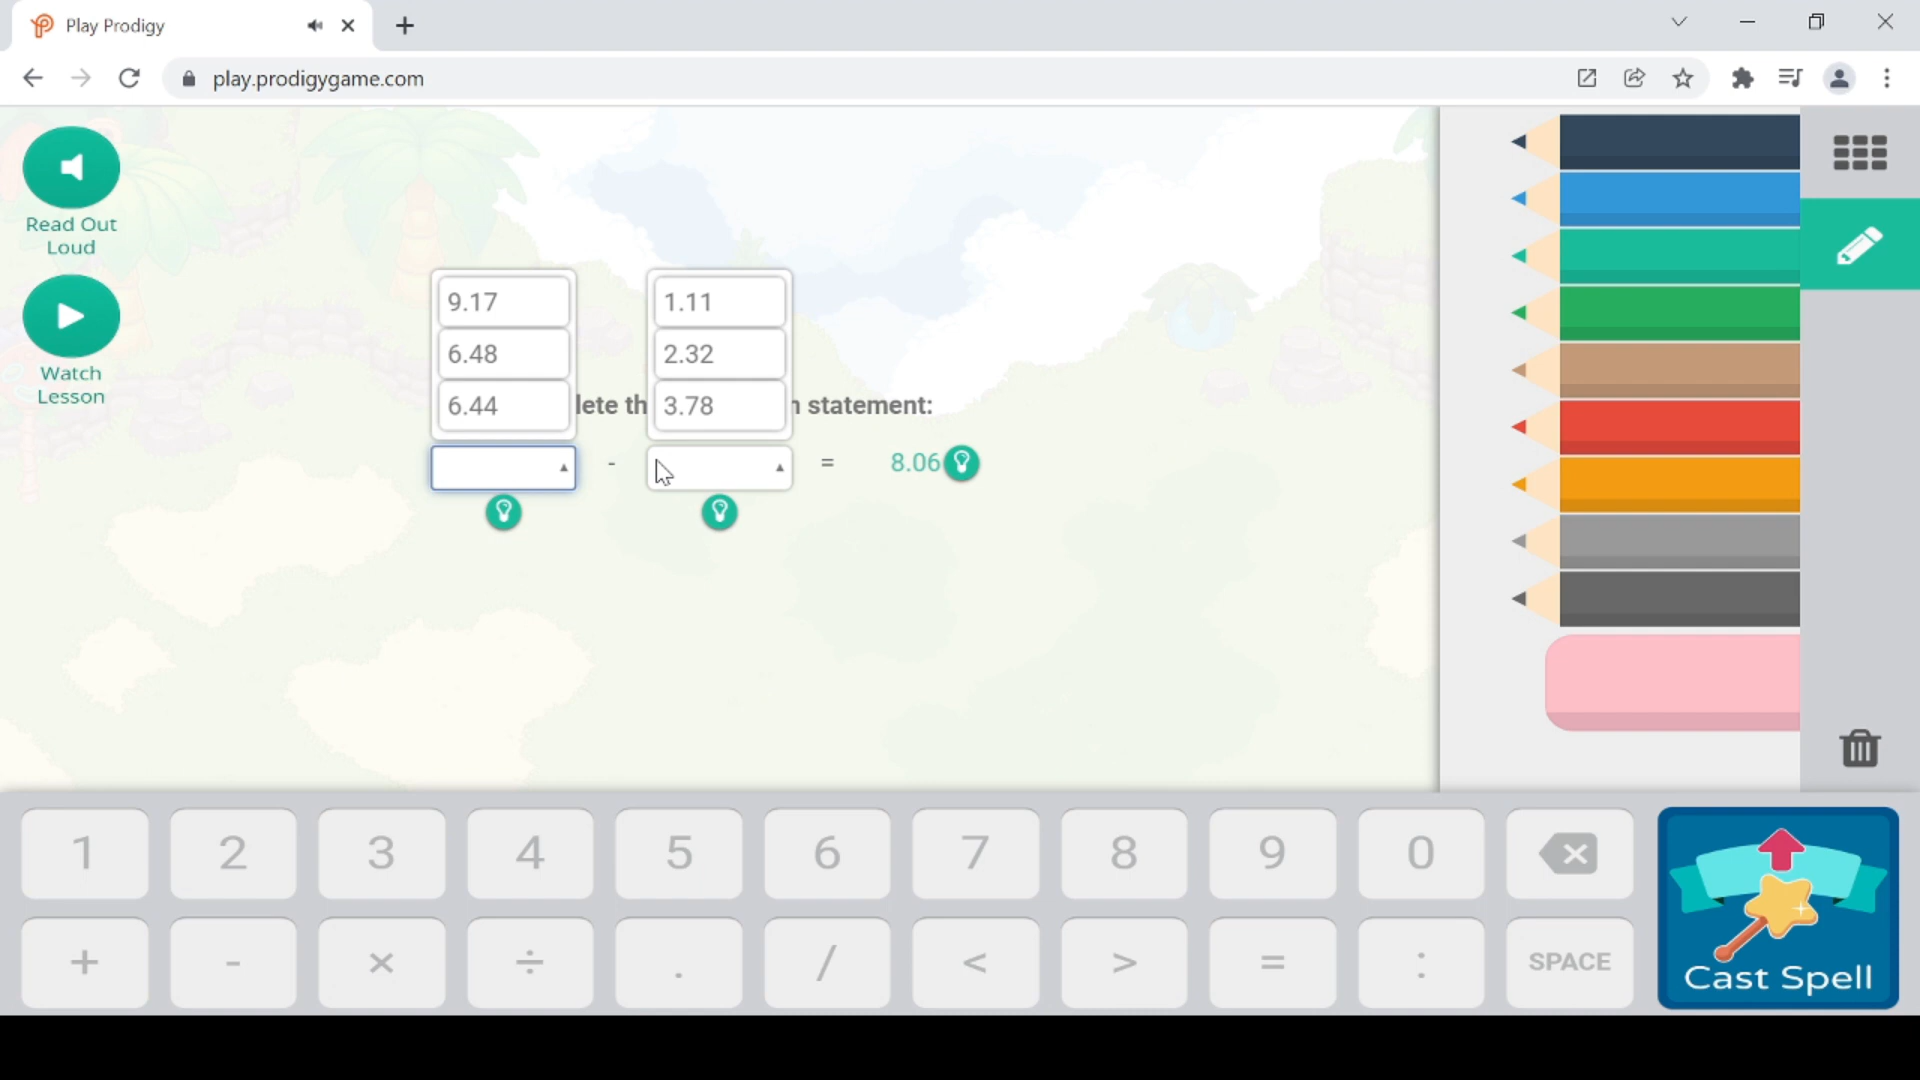 Play Prodigy
play.prodigygame.com
Read Out
Loud
Watch
Lesson
9.17
6.48
6.44
1.11
2.32
3.78
lete th n statement:
- = 8.06
1 2 3 4 5 6 7 8 9 0
+ - × ÷ . / < > = : SPACE
Cast Spell